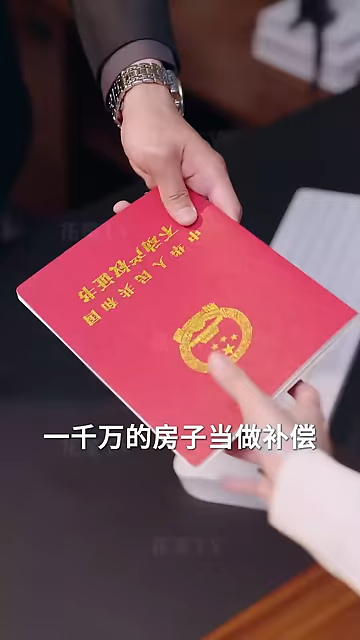 中华人民共和国
不动产权证书
一千万的房子当做补偿